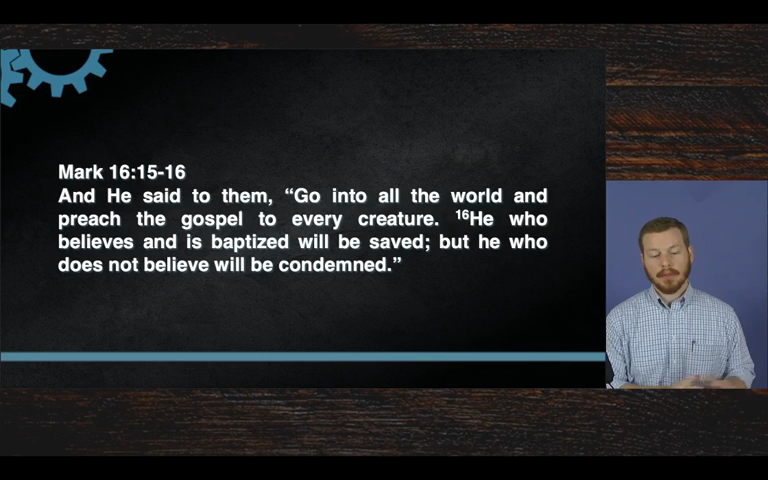 Mark 16:15-16
And He said to them, “Go into all the world and
preach the gospel to every creature. 16He who
believes and is baptized will be saved; but he who
does not believe will be condemned.”